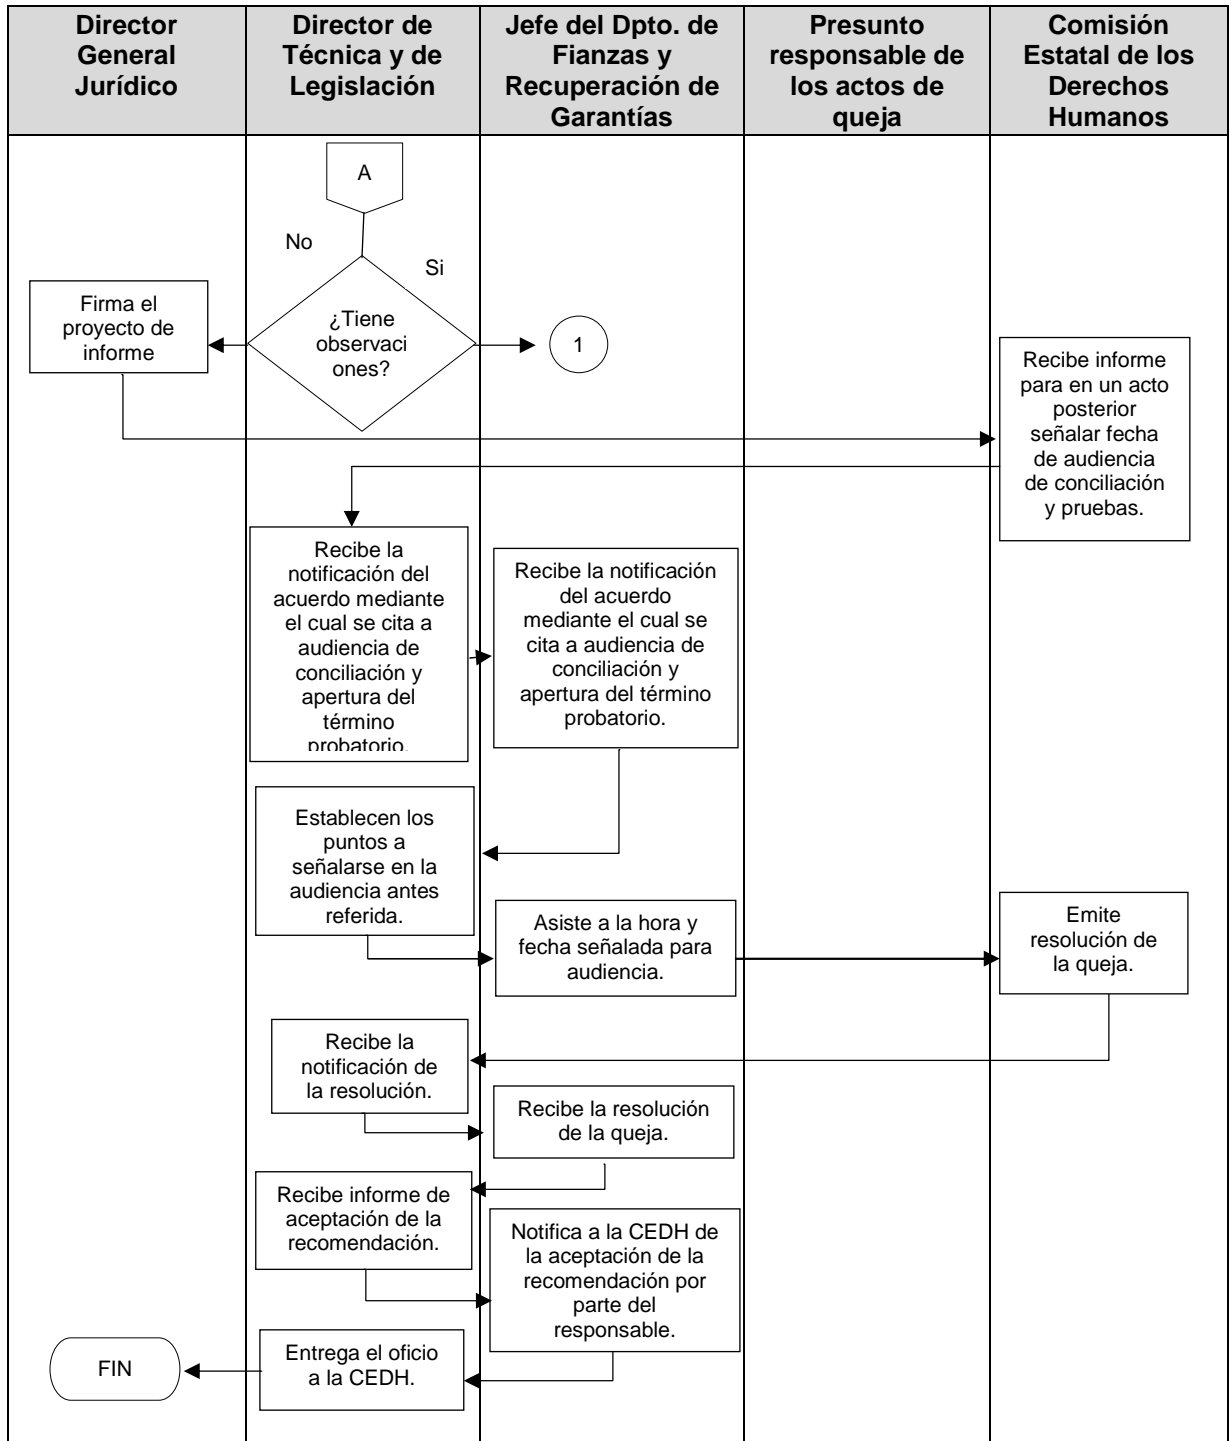 Director
General
Jurídico
Director de
Técnica y de
Legislación
Jefe del Dpto. de
Fianzas y
Recuperación de
Garantías
Presunto
responsable de
los actos de
queja
Comisión
Estatal de los
Derechos
Humanos
A
No
Si
Firma el
proyecto de
informe
¿Tiene
observaci
ones?
1
Recibe informe
para en un acto
posterior
señalar fecha
de audiencia
de conciliación
y pruebas.
Recibe la
notificación del
acuerdo mediante
el cual se cita a
audiencia de
conciliación y
apertura del
término
probatorio.
Recibe la notificación
del acuerdo
mediante el cual se
cita a audiencia de
conciliación y
apertura del término
probatorio.
Establecen los
puntos a
señalarse en la
audiencia antes
referida.
Asiste a la hora y
fecha señalada para
audiencia.
Emite
resolución de
la queja.
Recibe la
notificación de
la resolución.
Recibe la resolución
de la queja.
Recibe informe de
aceptación de la
recomendación.
Notifica a la CEDH de
la aceptación de la
recomendación por
parte del
responsable.
Entrega el oficio
a la CEDH.
FIN